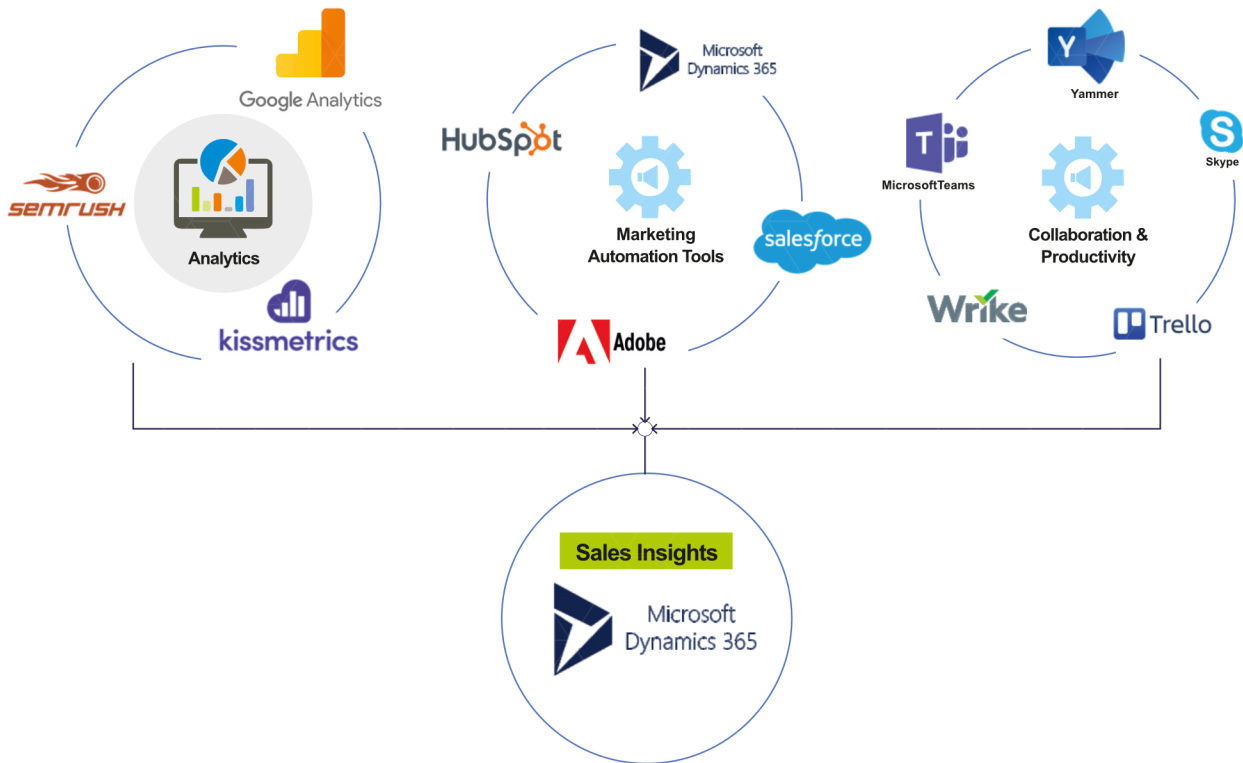 Google Analytics
SEMRUSH
Analytics
kissmetrics
Microsoft
Dynamics 365
HubSpot
Marketing
Automation Tools
salesforce
Adobe
Y
Yammer
T
MicrosoftTeams
S
Skype
Collaboration &
Productivity
Wrike
Trello
Sales Insights
Microsoft
Dynamics 365